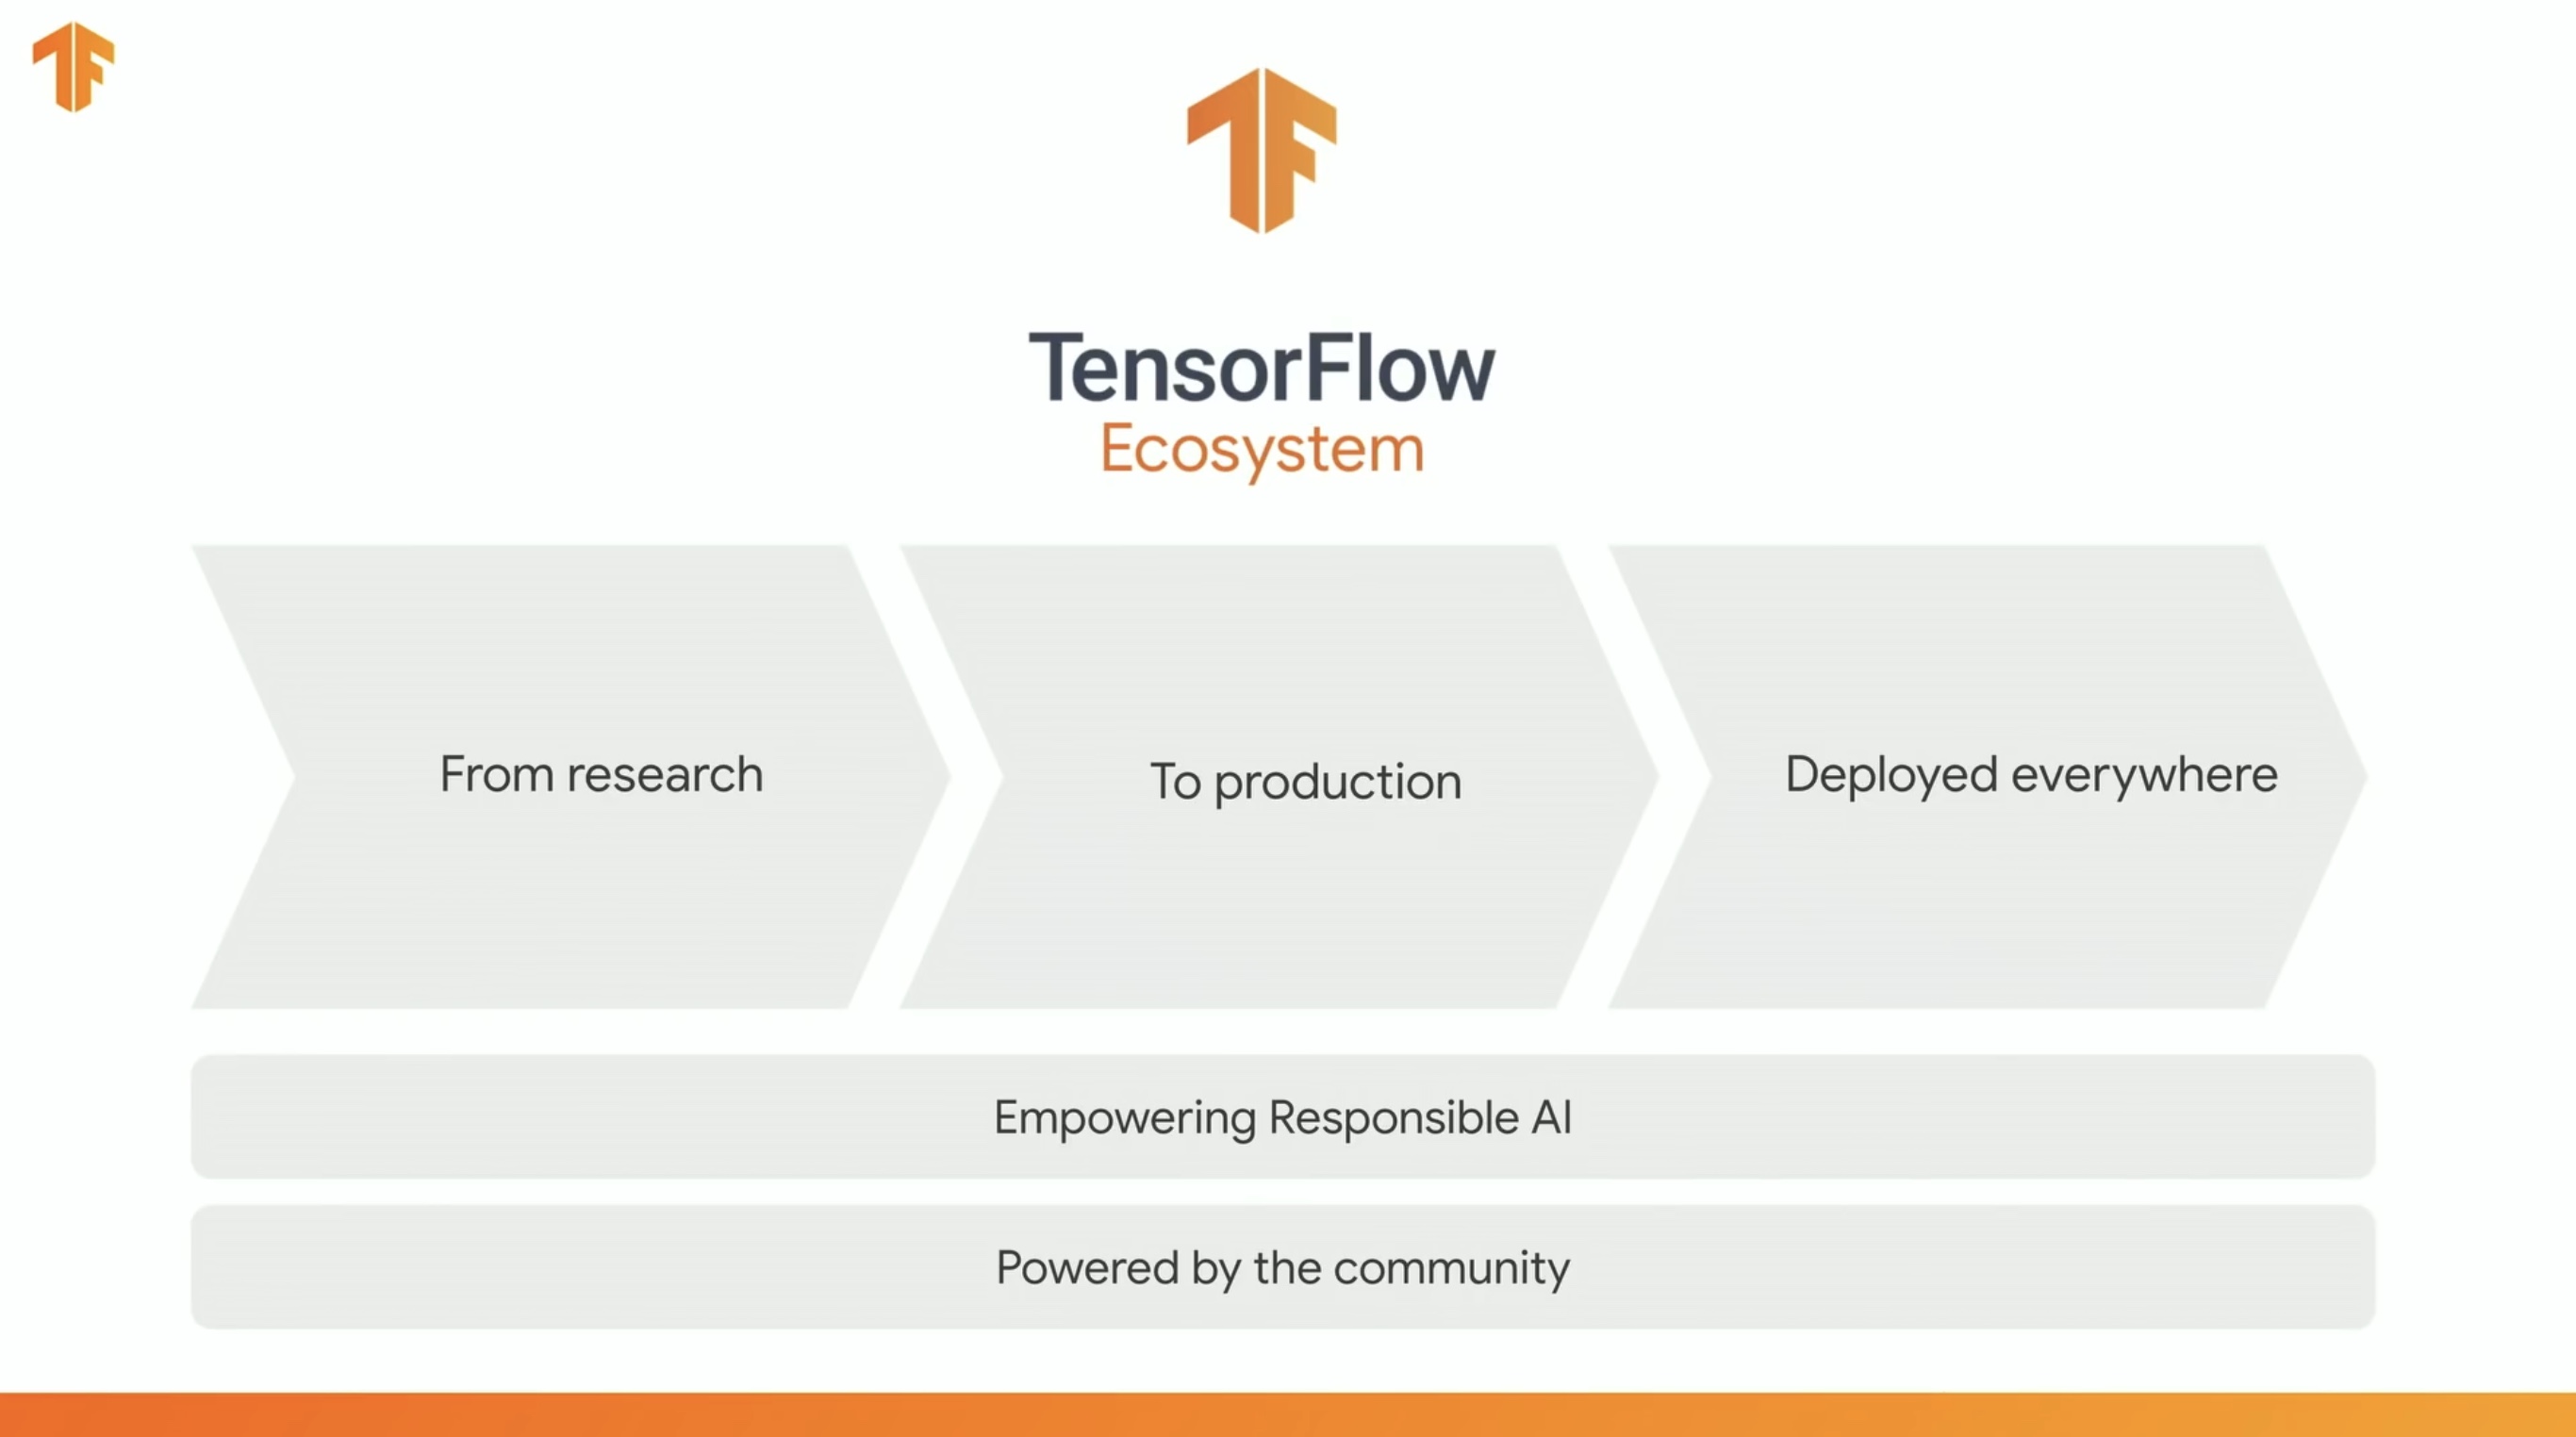 TensorFlow
Ecosystem
From research
To production
Deployed everywhere
Empowering Responsible AI
Powered by the community